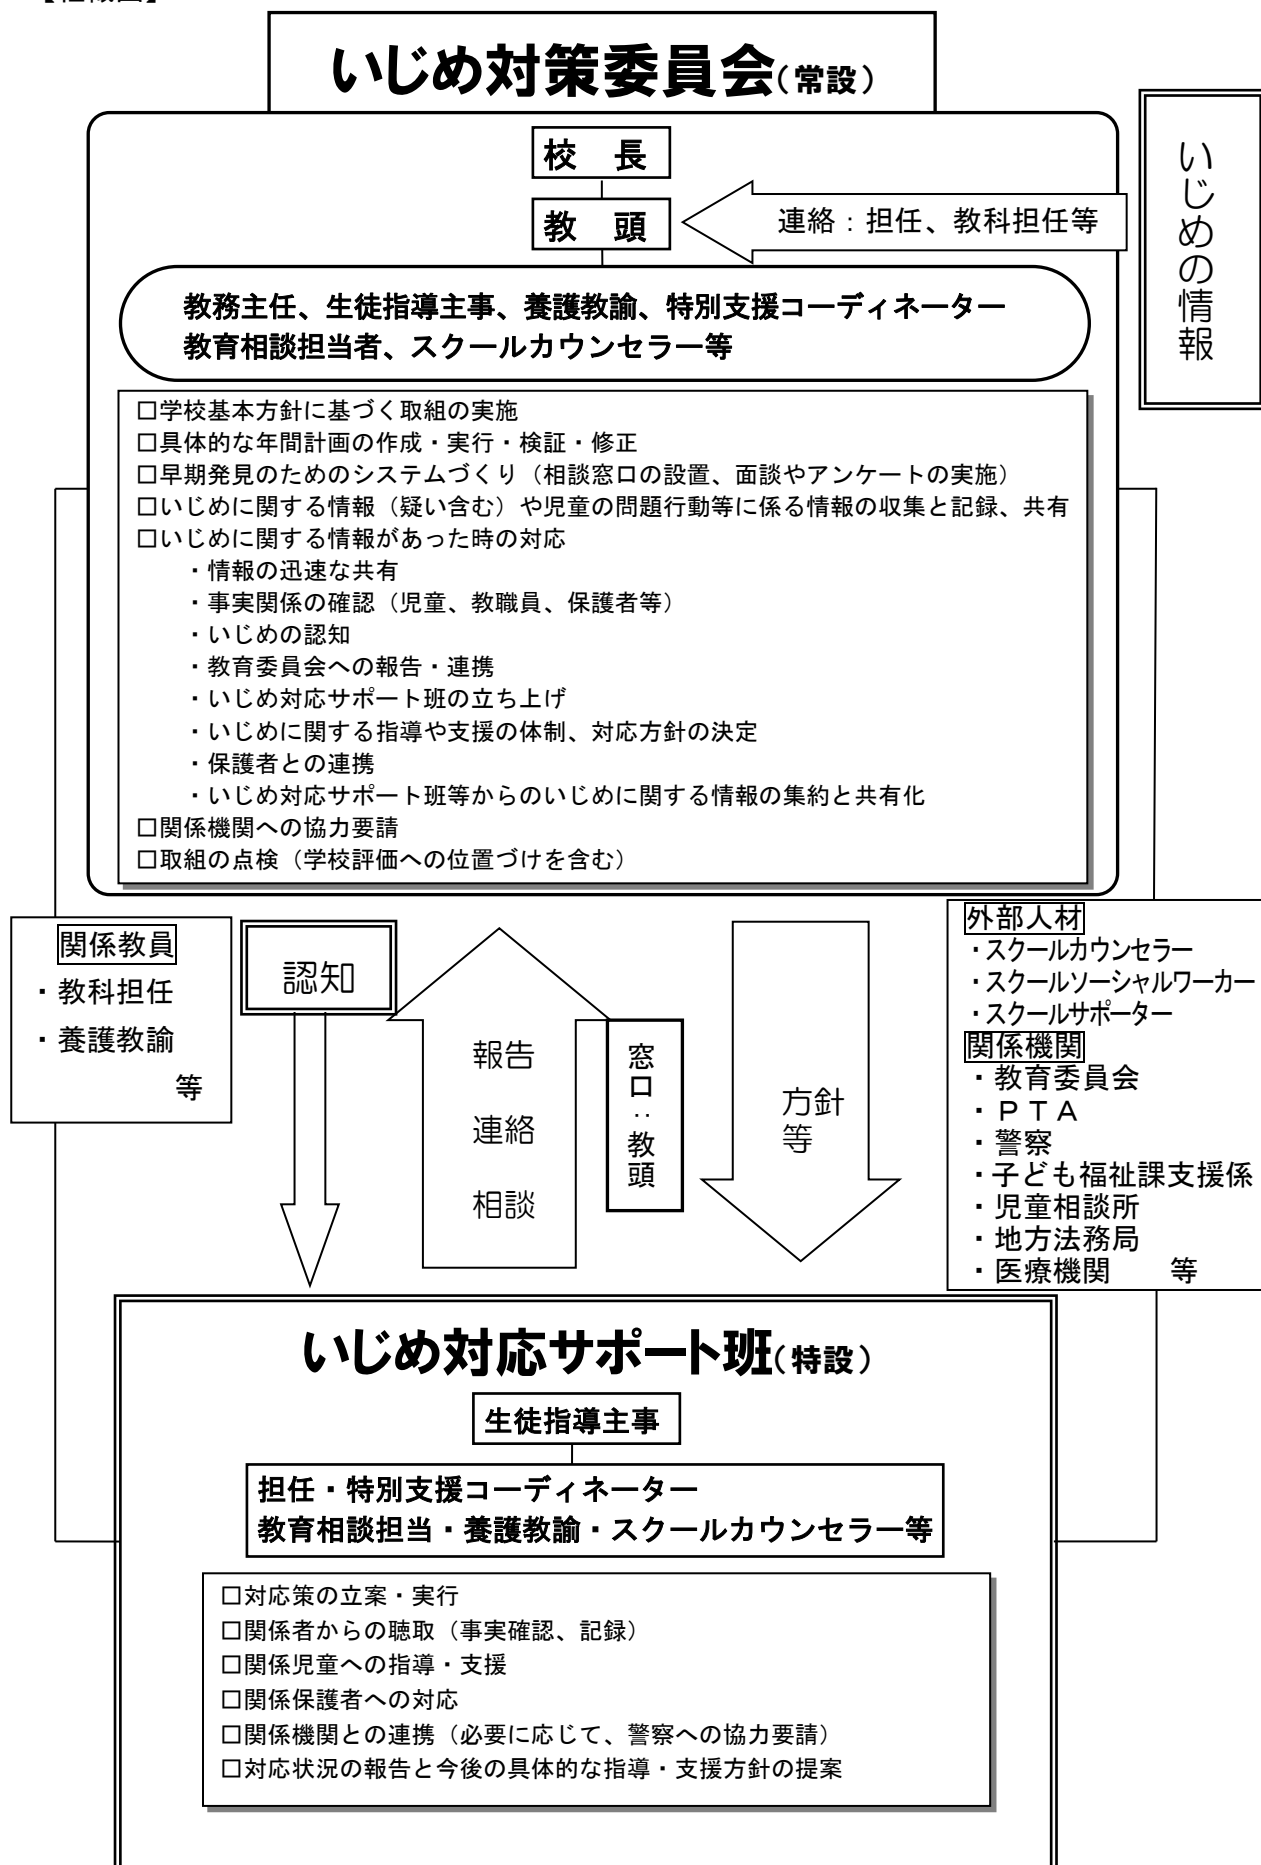 いじめ対策委員会(常設)
校　長
教　頭
連絡：担任、教科担任等
いじめの情報
教務主任、生徒指導主事、養護教諭、特別支援コーディネーター
教育相談担当者、スクールカウンセラー等
□学校基本方針に基づく取組の実施
□具体的な年間計画の作成・実行・検証・修正
□早期発見のためのシステムづくり（相談窓口の設置、面談やアンケートの実施）
□いじめに関する情報（疑い含む）や児童の問題行動等に係る情報の収集と記録、共有
□いじめに関する情報があった時の対応
・情報の迅速な共有
・事実関係の確認（児童、教職員、保護者等）
・いじめの認知
・教育委員会への報告・連携
・いじめ対応サポート班の立ち上げ
・いじめに関する指導や支援の体制、対応方針の決定
・保護者との連携
・いじめ対応サポート班等からのいじめに関する情報の集約と共有化
□関係機関への協力要請
□取組の点検（学校評価への位置づけを含む）
関係教員
・教科担任
・養護教諭
等
認知
報告
連絡
相談
窓口：教頭
方針
等
外部人材
・スクールカウンセラー
・スクールソーシャルワーカー
・スクールサポーター
関係機関
・教育委員会
・ＰＴＡ
・警察
・子ども福祉課支援係
・児童相談所
・地方法務局
・医療機関　　等
いじめ対応サポート班(特設)
生徒指導主事
担任・特別支援コーディネーター
教育相談担当・養護教諭・スクールカウンセラー等
□対応策の立案・実行
□関係者からの聴取（事実確認、記録）
□関係児童への指導・支援
□関係保護者への対応
□関係機関との連携（必要に応じて、警察への協力要請）
□対応状況の報告と今後の具体的な指導・支援方針の提案